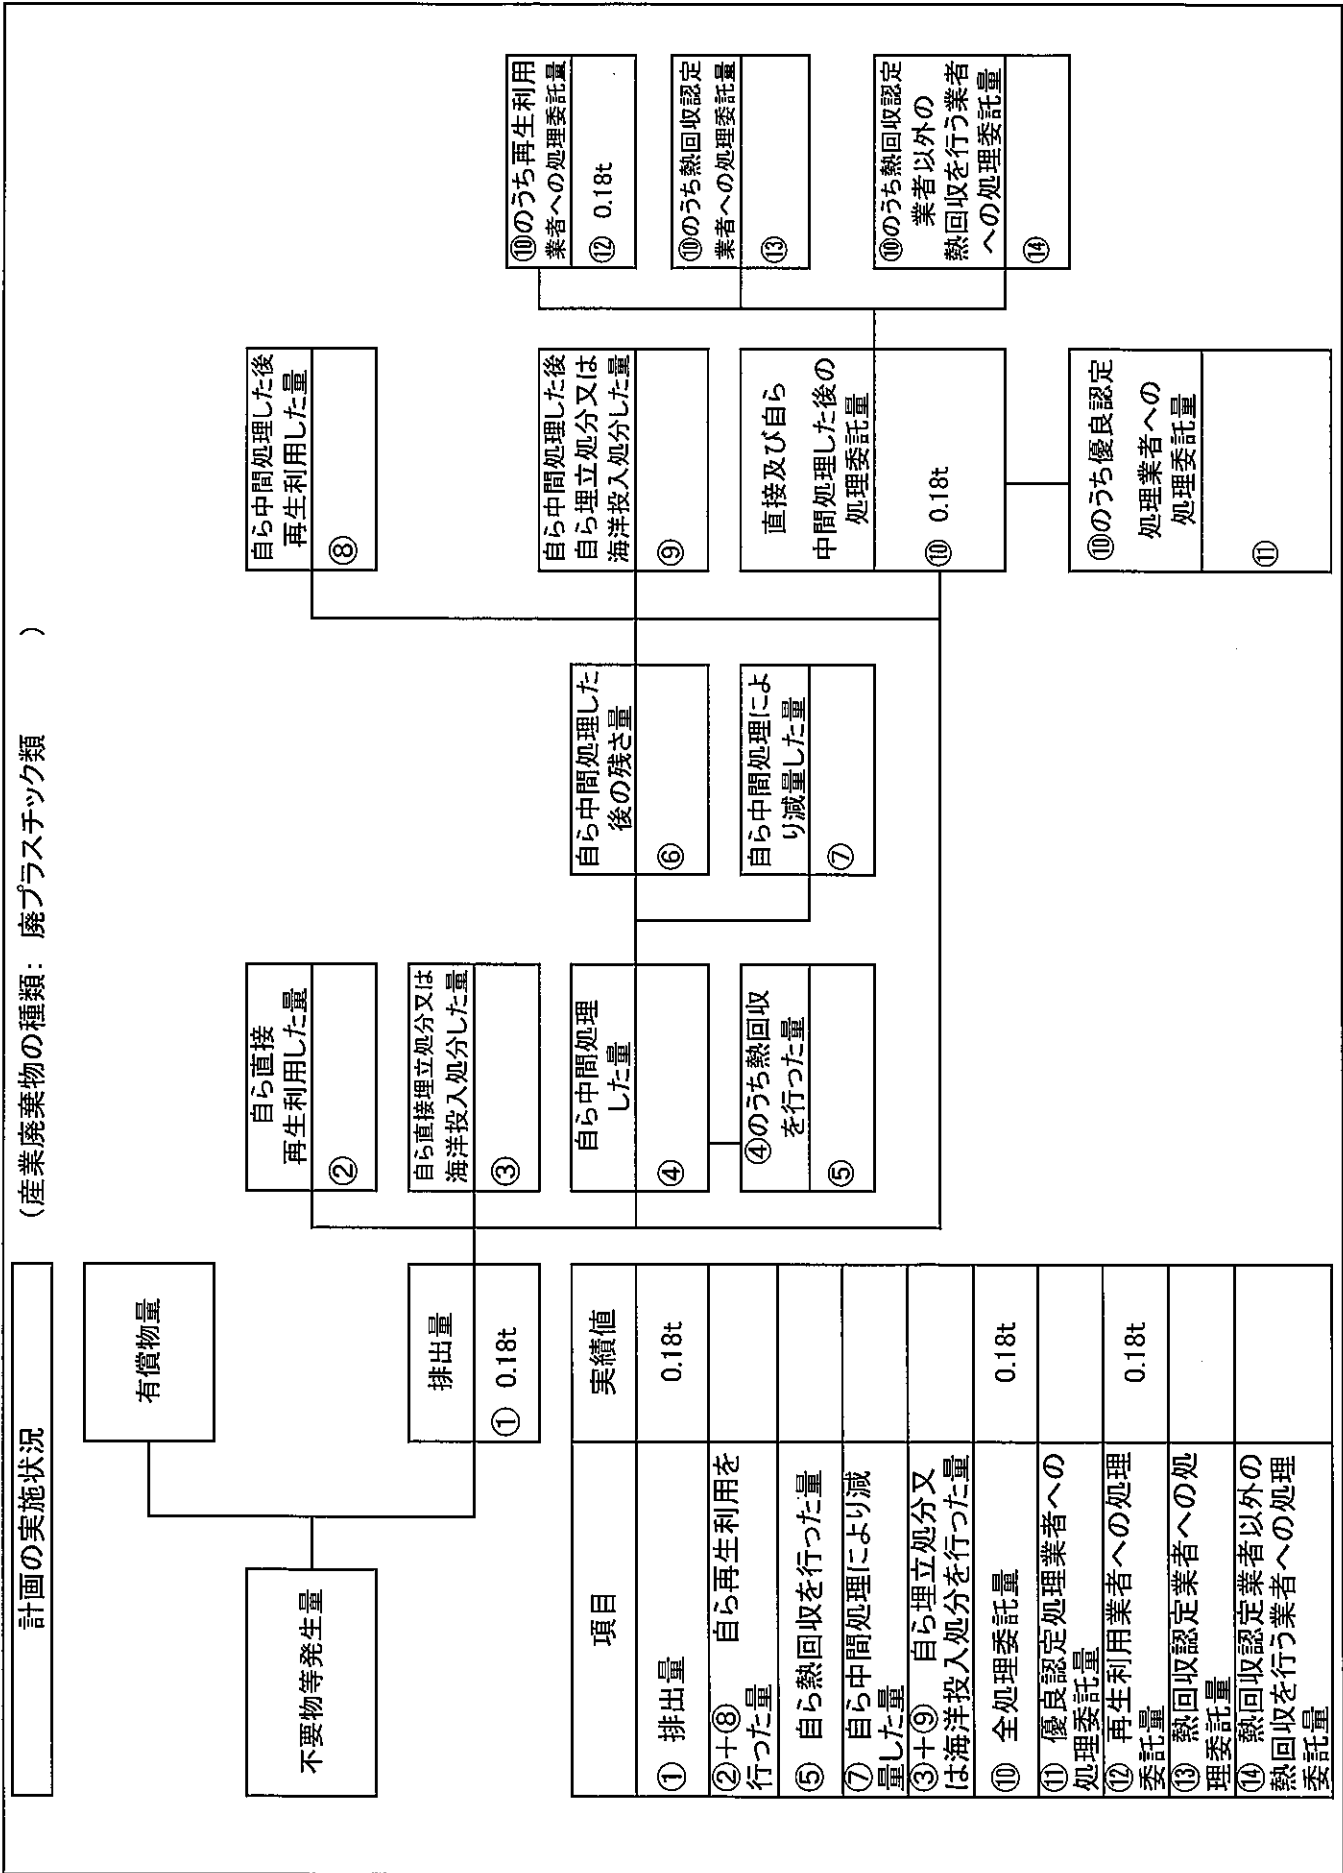 計画の実施状況
（産業廃棄物の種類： 廃プラスチック類　　　）
不要物等発生量
有償物量
排出量
① 0.18t
自ら直接
再生利用した量
②
自ら直接埋立処分又は
海洋投入処分した量
③
自ら中間処理
した量
④
④のうち熱回収
を行った量
⑤
自ら中間処理した
後の残さ量
⑥
自ら中間処理によ
り減量した量
⑦
自ら中間処理した後
再生利用した量
⑧
自ら中間処理した後
自ら埋立処分又は
海洋投入処分した量
⑨
直接及び自ら
中間処理した後の
処理委託量
⑩ 0.18t
⑩のうち優良認定
処理業者への
処理委託量
⑪
⑩のうち再生利用
業者への処理委託量
⑫ 0.18t
⑩のうち熱回収認定
業者への処理委託量
⑬
⑩のうち熱回収認定
業者以外の
熱回収を行う業者
への処理委託量
⑭
項目 実績値
① 排出量 0.18t
②＋⑧ 自ら再生利用を
行った量
⑤ 自ら熱回収を行った量
⑦ 自ら中間処理により減
量した量
③＋⑨ 自ら埋立処分又
は海洋投入処分を行った量
⑩ 全処理委託量 0.18t
⑪ 優良認定処理業者への
処理委託量
⑫ 再生利用業者への処理
委託量 0.18t
⑬ 熱回収認定業者への処
理委託量
⑭ 熱回収認定業者以外の
熱回収を行う業者への処理
委託量